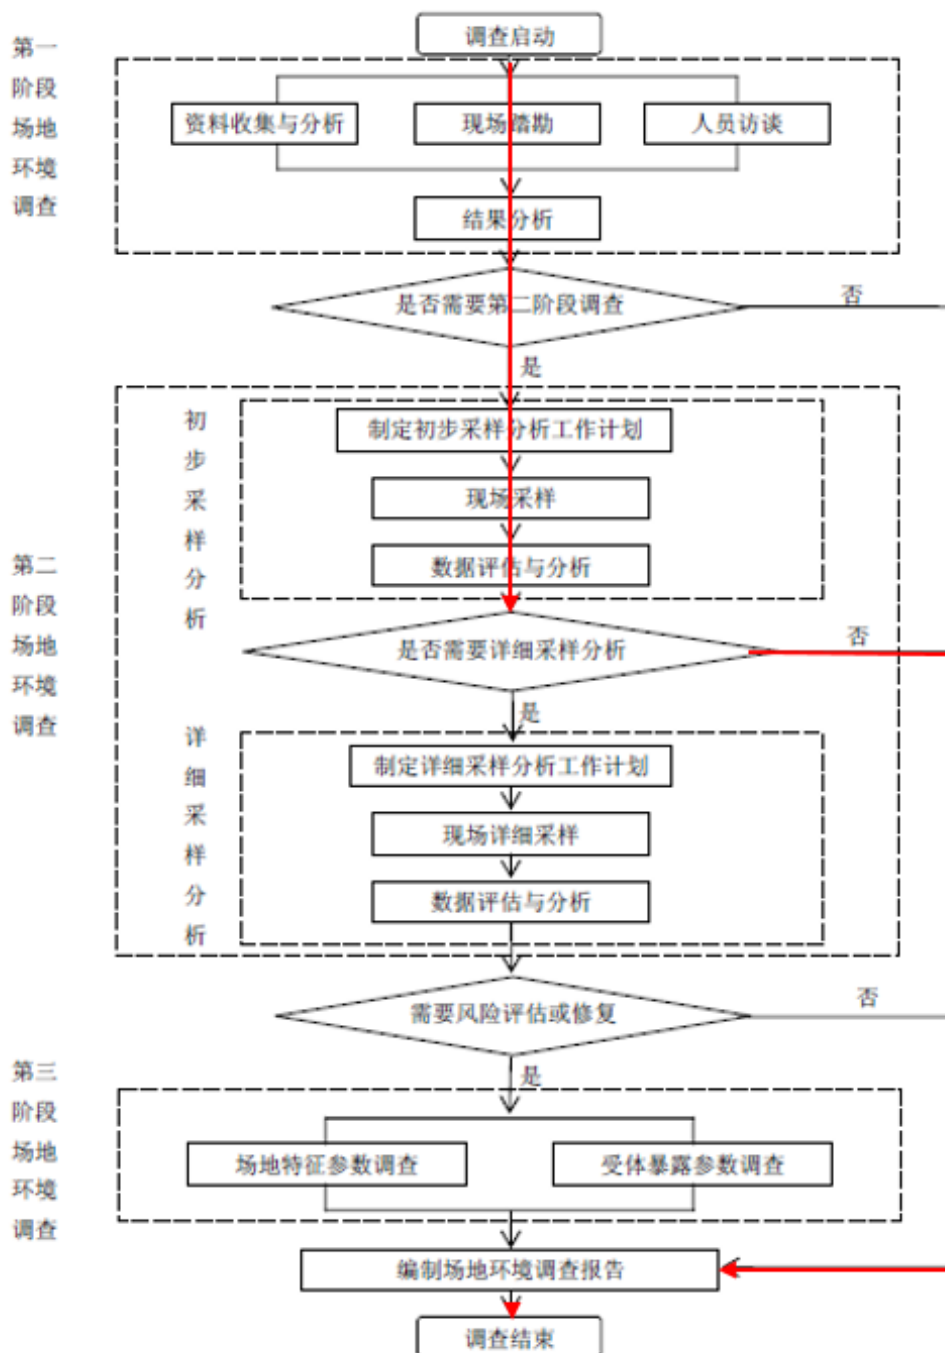 调查启动
第一
阶段
场地
环境
调查
资料收集与分析
现场踏勘
人员访谈
结果分析
是否需要第二阶段调查
否
是
初
步
采
样
分
析
制定初步采样分析工作计划
现场采样
数据评估与分析
第二
阶段
场地
环境
调查
是否需要详细采样分析
否
是
详
细
采
样
分
析
制定详细采样分析工作计划
现场详细采样
数据评估与分析
需要风险评估或修复
否
是
第三
阶段
场地
环境
调查
场地特征参数调查
受体暴露参数调查
编制场地环境调查报告
调查结束